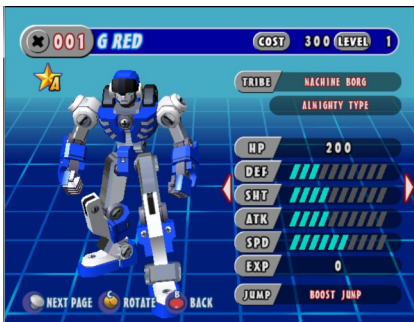 001 G RED COST 300 LEVEL 1
A
TRIBE MACHINE BORG
ALMIGHTY TYPE
HP 200
DEF
SHT
ATK
SPD
EXP 0
JUMP BOOST JUMP
NEXT PAGE C ROTATE B BACK